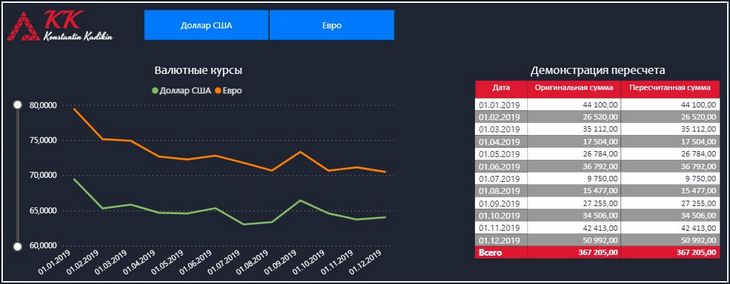 KK
Konstantin Kadikin
Доллар США
Евро
Валютные курсы
Доллар США Евро
80,0000
75,0000
70,0000
65,0000
60,0000
01.01.2019 01.02.2019 01.03.2019 01.04.2019 01.05.2019 01.06.2019 01.07.2019 01.08.2019 01.09.2019 01.10.2019 01.11.2019 01.12.2019
Демонстрация пересчета
Дата Оригинальная сумма Пересчитанная сумма
01.01.2019 44 100,00 44 100,00
01.02.2019 26 520,00 26 520,00
01.03.2019 35 112,00 35 112,00
01.04.2019 17 504,00 17 504,00
01.05.2019 26 784,00 26 784,00
01.06.2019 36 792,00 36 792,00
01.07.2019 9 750,00 9 750,00
01.08.2019 15 477,00 15 477,00
01.09.2019 27 255,00 27 255,00
01.10.2019 34 506,00 34 506,00
01.11.2019 42 413,00 42 413,00
01.12.2019 50 992,00 50 992,00
Всего 367 205,00 367 205,00